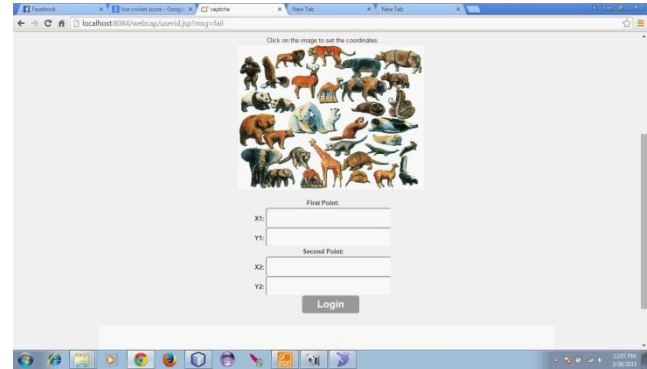 Facebook
live cricket score - Google
captcha
New Tab
New Tab
localhost:8084/webcap/userid.jsp?msg=fail
Click on the image to set the coordinates.
First Point:
X1:
Y1:
Second Point:
X2:
Y2:
Login
12:07 PM